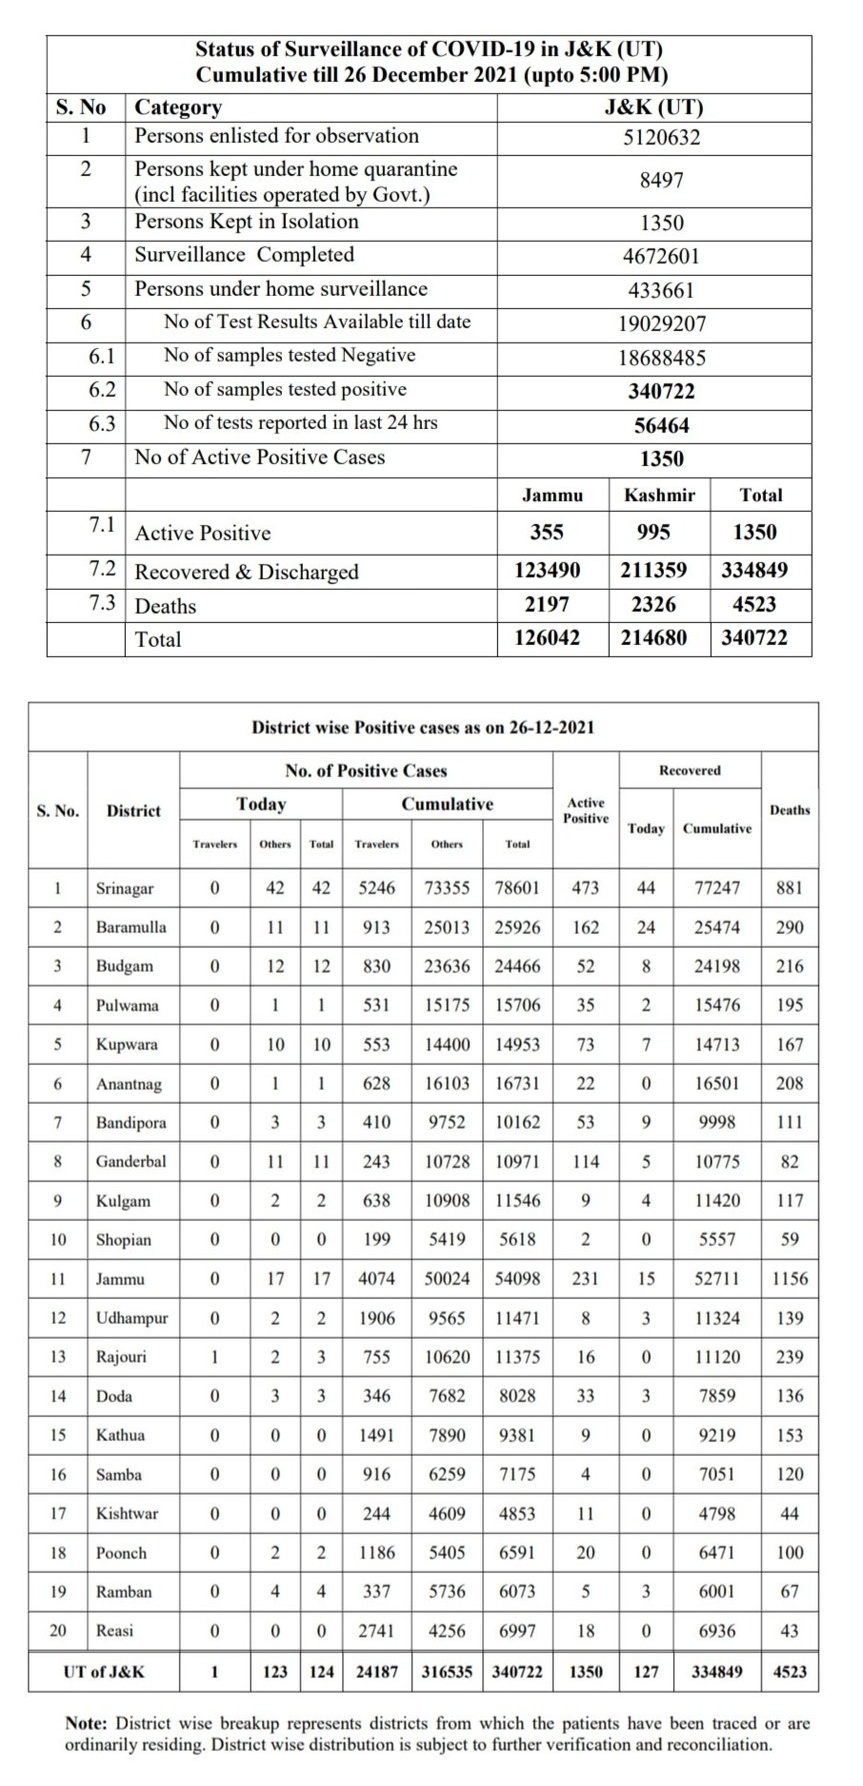 Status of Surveillance of COVID-19 in J&K (UT)
Cumulative till 26 December 2021 (upto 5:00 PM)
S. No Category J&K (UT)
1 Persons enlisted for observation 5120632
2 Persons kept under home quarantine
(incl facilities operated by Govt.) 8497
3 Persons Kept in Isolation 1350
4 Surveillance Completed 4672601
5 Persons under home surveillance 433661
6 No of Test Results Available till date 19029207
6.1 No of samples tested Negative 18688485
6.2 No of samples tested positive 340722
6.3 No of tests reported in last 24 hrs 56464
7 No of Active Positive Cases 1350
Jammu Kashmir Total
7.1 Active Positive 355 995 1350
7.2 Recovered & Discharged 123490 211359 334849
7.3 Deaths 2197 2326 4523
Total 126042 214680 340722
District wise Positive cases as on 26-12-2021
No. of Positive Cases Recovered
S. No. District Today Cumulative Active Positive Today Cumulative Deaths
Travelers Others Total Travelers Others Total
1 Srinagar 0 42 42 5246 73355 78601 473 44 77247 881
2 Baramulla 0 11 11 913 25013 25926 162 24 25474 290
3 Budgam 0 12 12 830 23636 24466 52 8 24198 216
4 Pulwama 0 1 1 531 15175 15706 35 2 15476 195
5 Kupwara 0 10 10 553 14400 14953 73 7 14713 167
6 Anantnag 0 1 1 628 16103 16731 22 0 16501 208
7 Bandipora 0 3 3 410 9752 10162 53 9 9998 111
8 Ganderbal 0 11 11 243 10728 10971 114 5 10775 82
9 Kulgam 0 2 2 638 10908 11546 9 4 11420 117
10 Shopian 0 0 0 199 5419 5618 2 0 5557 59
11 Jammu 0 17 17 4074 50024 54098 231 15 52711 1156
12 Udhampur 0 2 2 1906 9565 11471 8 3 11324 139
13 Rajouri 1 2 3 755 10620 11375 16 0 11120 239
14 Doda 0 3 3 346 7682 8028 33 3 7859 136
15 Kathua 0 0 0 1491 7890 9381 9 0 9219 153
16 Samba 0 0 0 916 6259 7175 4 0 7051 120
17 Kishtwar 0 0 0 244 4609 4853 11 0 4798 44
18 Poonch 0 2 2 1186 5405 6591 20 0 6471 100
19 Ramban 0 4 4 337 5736 6073 5 3 6001 67
20 Reasi 0 0 0 2741 4256 6997 18 0 6936 43
UT of J&K 1 123 124 24187 316535 340722 1350 127 334849 4523
Note: District wise breakup represents districts from which the patients have been traced or are
ordinarily residing. District wise distribution is subject to further verification and reconciliation.